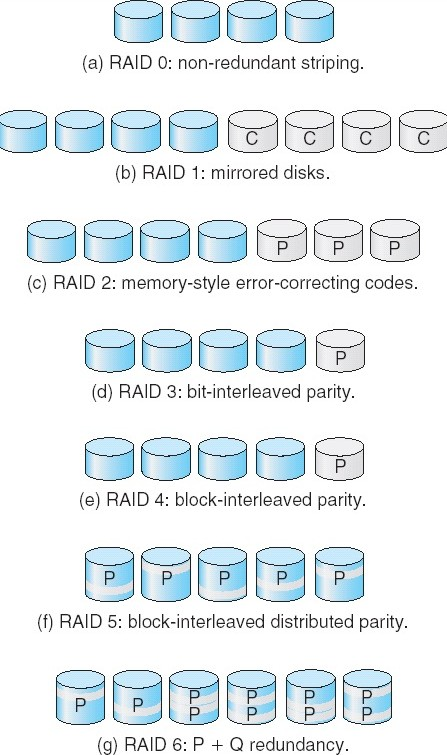 (a) RAID 0: non-redundant striping.
C C C C
(b) RAID 1: mirrored disks.
P P P
(c) RAID 2: memory-style error-correcting codes.
P
(d) RAID 3: bit-interleaved parity.
P
(e) RAID 4: block-interleaved parity.
P P P P P
(f) RAID 5: block-interleaved distributed parity.
P P P P P P
P P P P
(g) RAID 6: P + Q redundancy.